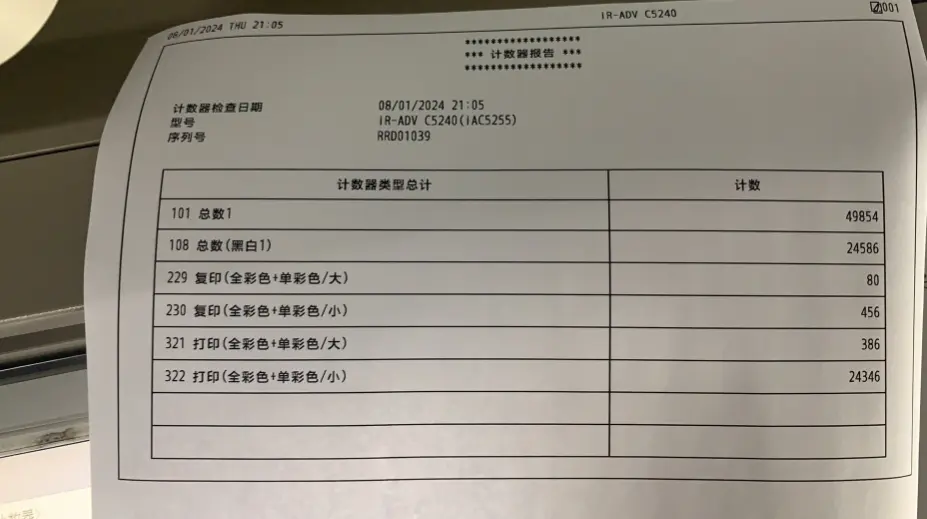 08/01/2024 THU 21:05 IR-ADV C5240 001
******************
*** 计数器报告 ***
******************
计数器检查日期 08/01/2024 21:05
型号 IR-ADV C5240(iAC5255)
序列号 RRD01039
计数器类型总计 计数
101 总数1 49854
108 总数(黑白1) 24586
229 复印(全彩色+单彩色/大) 80
230 复印(全彩色+单彩色/小) 456
321 打印(全彩色+单彩色/大) 386
322 打印(全彩色+单彩色/小) 24346